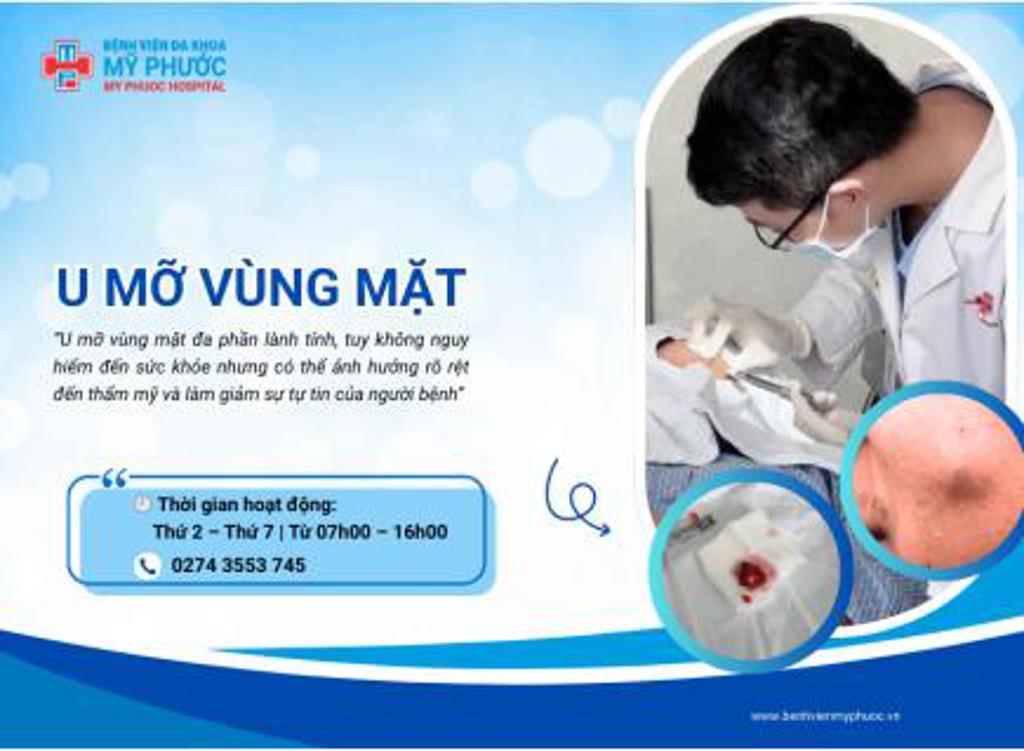 BỆNH VIỆN ĐA KHOA
MỸ PHƯỚC
MY PHUOC HOSPITAL
U MỠ VÙNG MẶT
"U mỡ vùng mặt đa phần lành tính, tuy không nguy
hiểm đến sức khỏe nhưng có thể ảnh hưởng rõ rệt
đến thẩm mỹ và làm giảm sự tự tin của người bệnh"
Thời gian hoạt động:
Thứ 2 – Thứ 7 | Từ 07h00 – 16h00
0274 3553 745
www.benhvienmyphuoc.vn